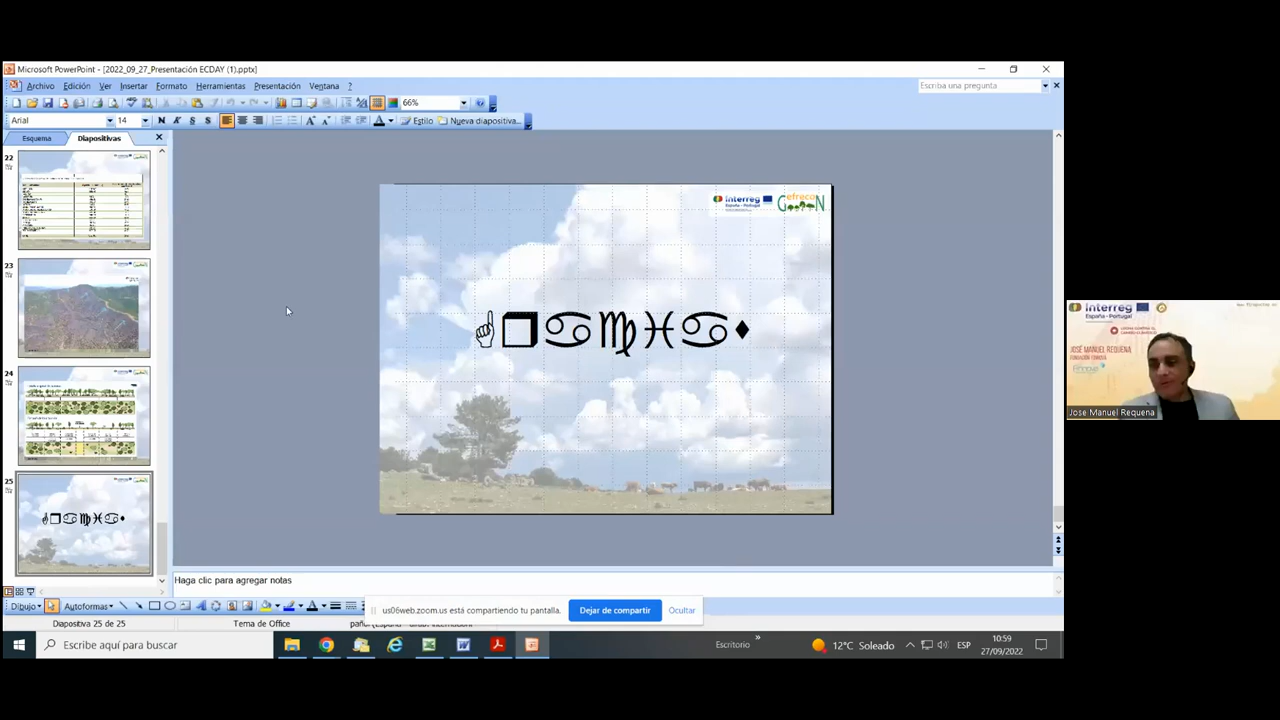 Microsoft PowerPoint - [2022_09_27_Presentación ECDAY (1).pptx]
Archivo Edición Ver Insertar Formato Herramientas Presentación Ventana ?
Escriba una pregunta
66%
Arial 14 N K S S Estilo Nueva diapositiva...
Esquema Diapositivas
22
23
24
25
Interreg
España - Portugal
efreco
☝❒♋♍♓♋⬧
Haga clic para agregar notas
Dibujo Autoformas
us06web.zoom.us está compartiendo tu pantalla. Dejar de compartir Ocultar
Diapositiva 25 de 25 Tema de Office
Escribe aquí para buscar
Escritorio » 12°C Soleado ESP
10:59
27/09/2022
Interreg
España - Portugal
JOSÉ MANUEL REQUENA
Jose Manuel Requena